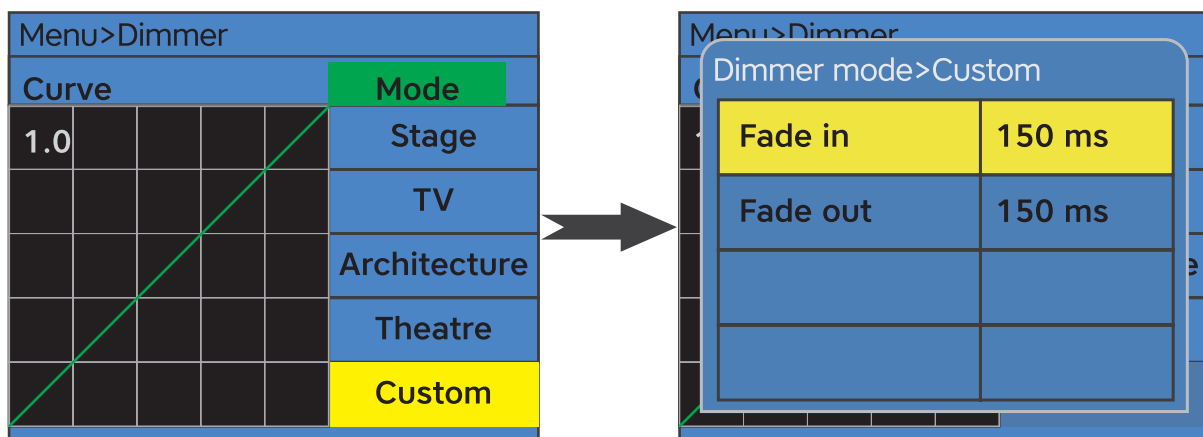 Menu>Dimmer
Curve Mode
1.0 Stage
TV
Architecture
Theatre
Custom
Menu>Dimmer
Dimmer mode>Custom
Fade in 150 ms
Fade out 150 ms